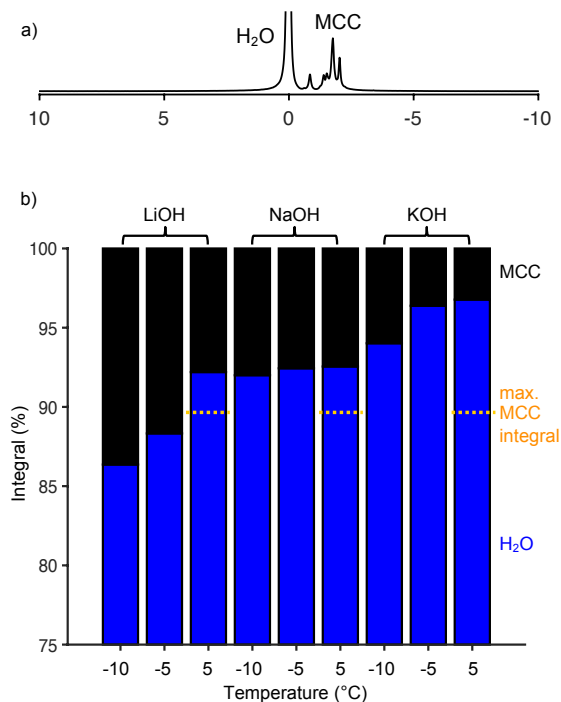 a)
H₂O
MCC
10 5 0 -5 -10
b)
LiOH NaOH KOH
100
95
90
85
80
75
Integral (%)
MCC
max.
MCC
integral
H₂O
-10 -5 5 -10 -5 5 -10 -5 5
Temperature (°C)